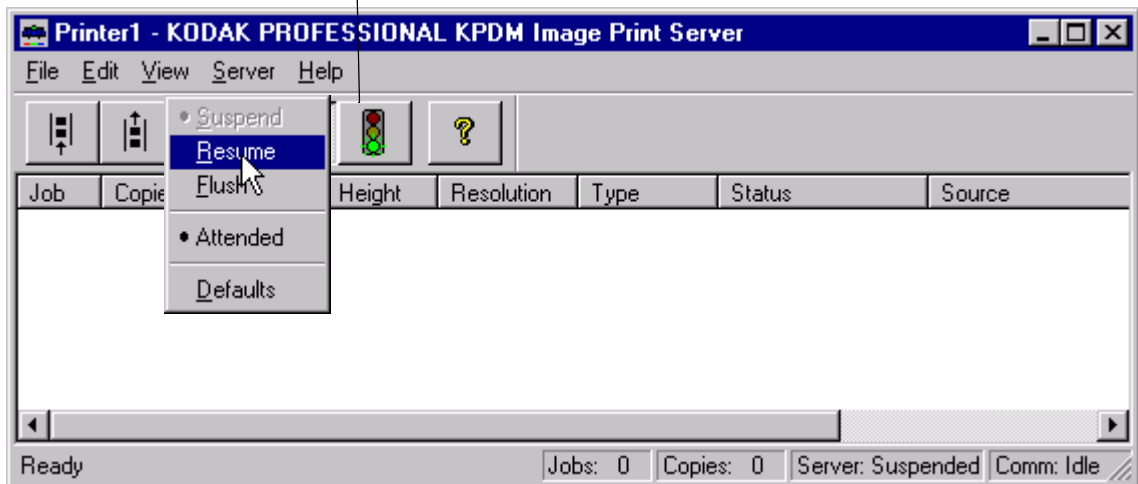 Printer1 - KODAK PROFESSIONAL KPDM Image Print Server
File Edit View Server Help
Suspend
Resume
Flush
Attended
Defaults
Job Copie Height Resolution Type Status Source
Ready Jobs: 0 Copies: 0 Server: Suspended Comm: Idle